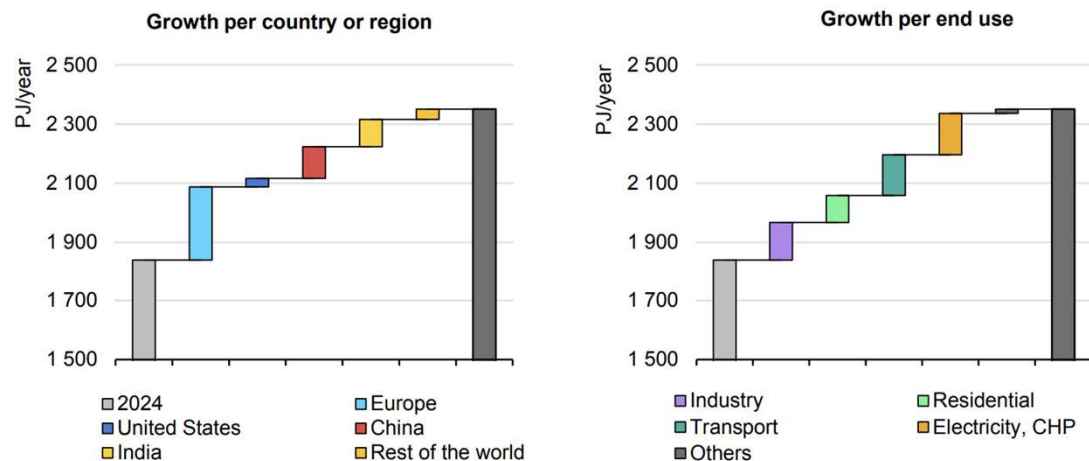 Growth per country or region
PJ/year
2 500
2 300
2 100
1 900
1 700
1 500
2024
Europe
United States
China
India
Rest of the world
Growth per end use
PJ/year
2 500
2 300
2 100
1 900
1 700
1 500
Industry
Residential
Transport
Electricity, CHP
Others